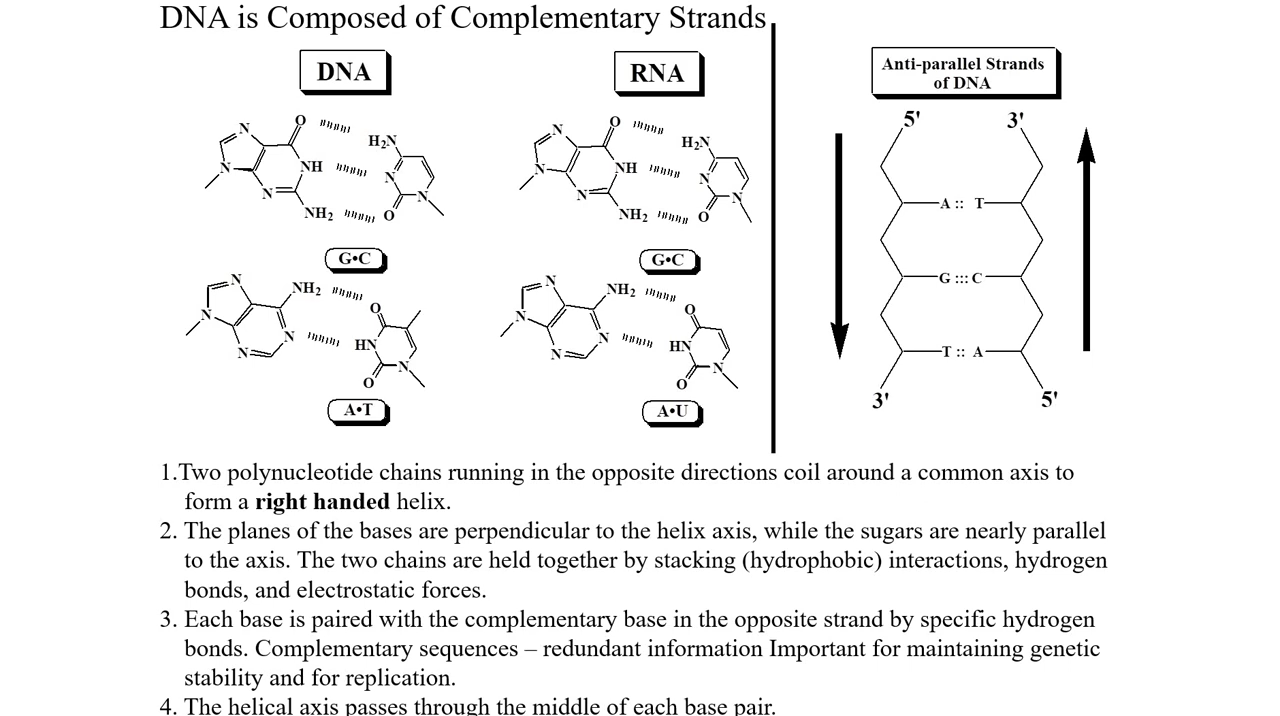 DNA is Composed of Complementary Strands
DNA
RNA
Anti-parallel Strands
of DNA
N
O
H₂N
N
NH
N
N
N
NH₂
O
N
O
H₂N
N
NH
N
N
N
NH₂
O
5'
3'
A :: T
G ::: C
T :: A
3'
5'
G•C
G•C
N
NH₂
O
N
N
N
HN
O
N
N
NH₂
O
N
N
N
HN
O
N
A•T
A•U
1.Two polynucleotide chains running in the opposite directions coil around a common axis to
form a right handed helix.
2. The planes of the bases are perpendicular to the helix axis, while the sugars are nearly parallel
to the axis. The two chains are held together by stacking (hydrophobic) interactions, hydrogen
bonds, and electrostatic forces.
3. Each base is paired with the complementary base in the opposite strand by specific hydrogen
bonds. Complementary sequences – redundant information Important for maintaining genetic
stability and for replication.
4. The helical axis passes through the middle of each base pair.